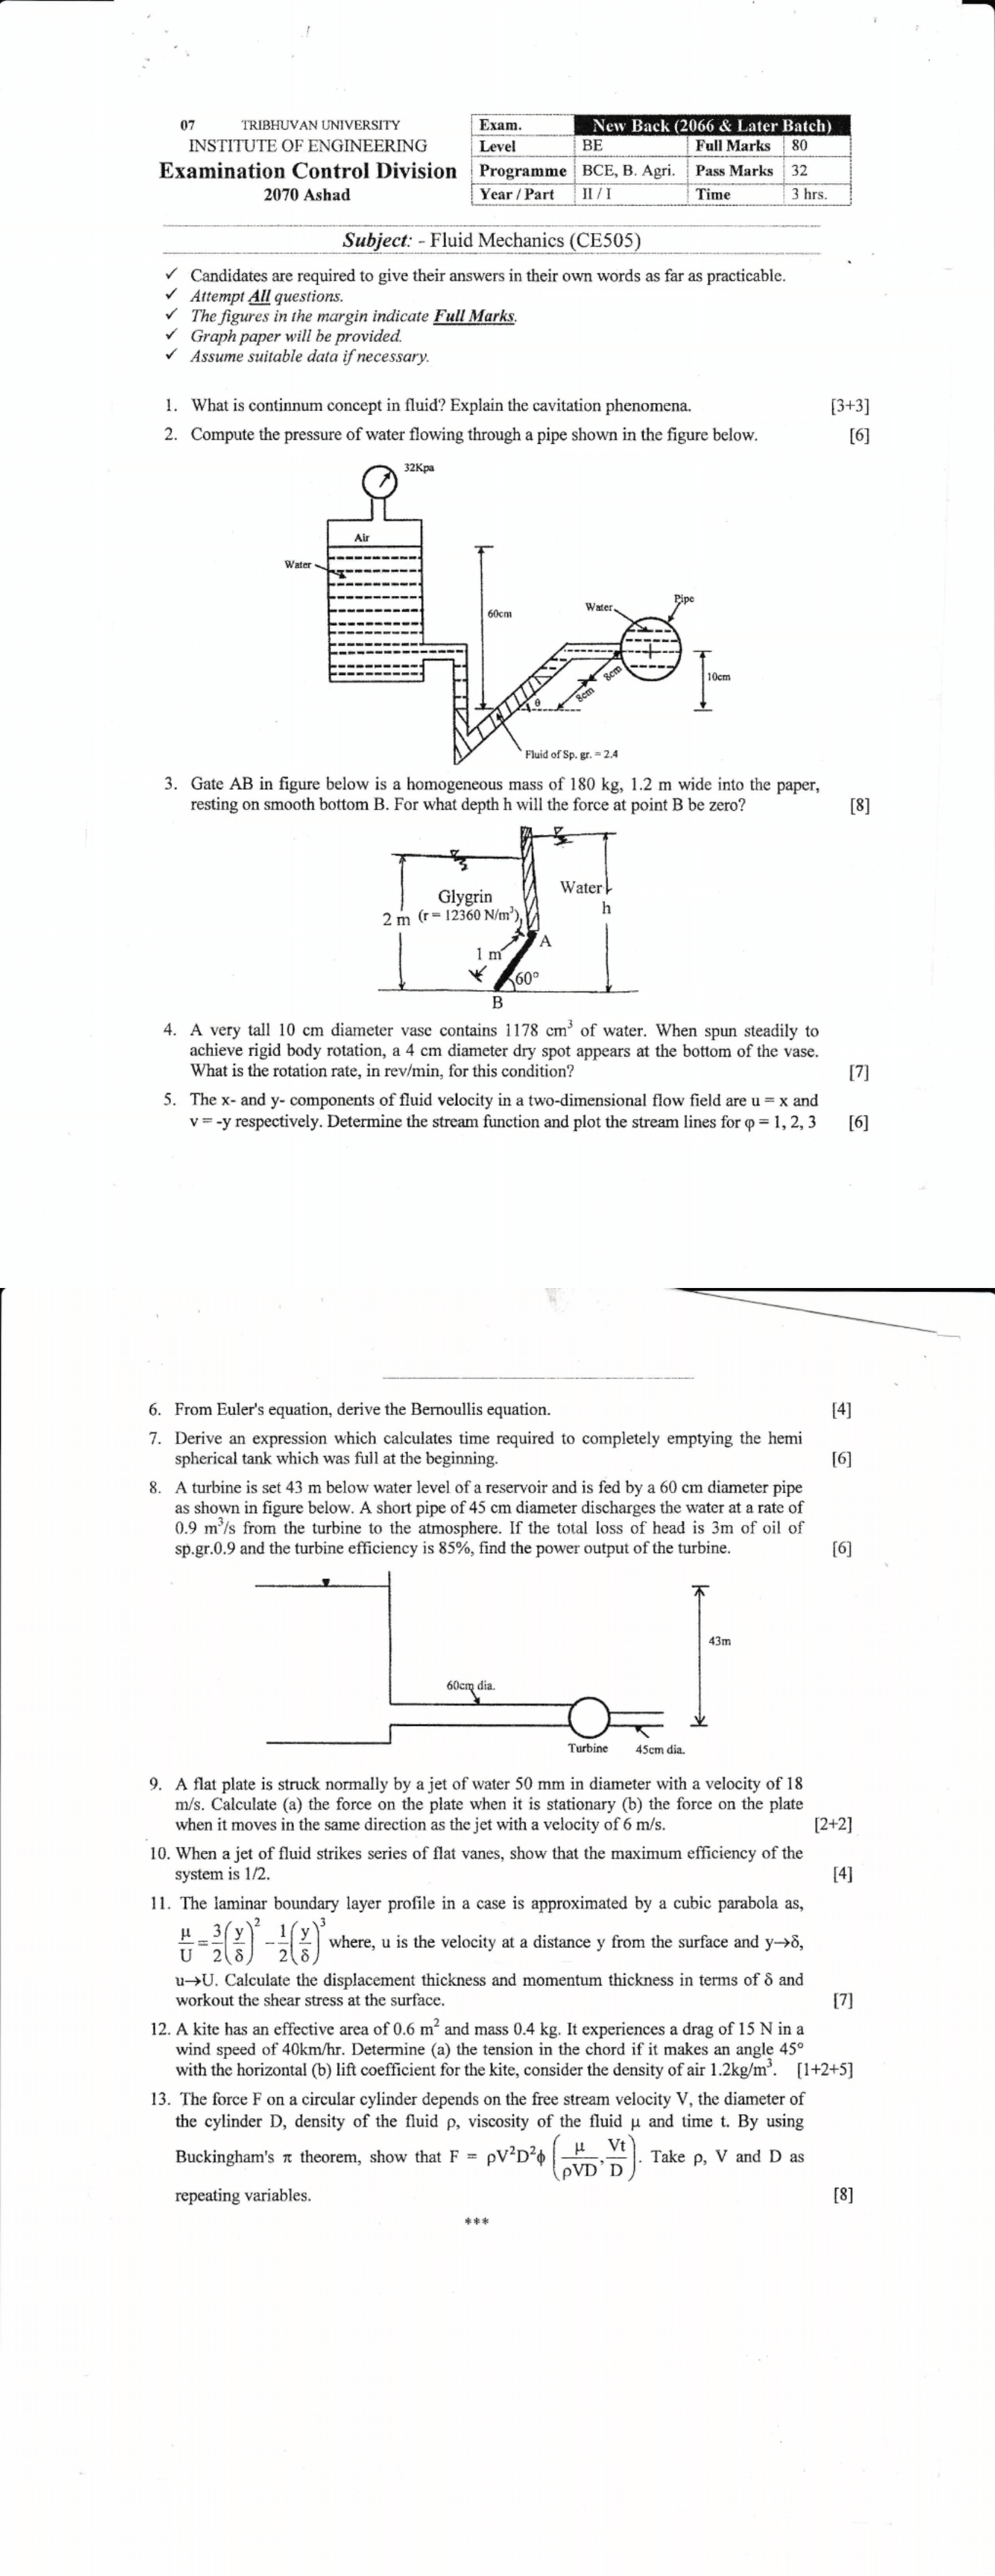 07 TRIBHUVAN UNIVERSITY
INSTITUTE OF ENGINEERING
Examination Control Division
2070 Ashad
Exam. New Back (2066 & Later Batch)
Level BE Full Marks 80
Programme BCE, B. Agri. Pass Marks 32
Year / Part II / I Time 3 hrs.
Subject: - Fluid Mechanics (CE505)
✓ Candidates are required to give their answers in their own words as far as practicable.
✓ Attempt All questions.
✓ The figures in the margin indicate Full Marks.
✓ Graph paper will be provided.
✓ Assume suitable data if necessary.
1. What is continnum concept in fluid? Explain the cavitation phenomena. [3+3]
2. Compute the pressure of water flowing through a pipe shown in the figure below. [6]
32Kpa
Air
Water
60cm
Water
Pipe
8cm
8cm
10cm
θ
Fluid of Sp. gr. = 2.4
3. Gate AB in figure below is a homogeneous mass of 180 kg, 1.2 m wide into the paper,
resting on smooth bottom B. For what depth h will the force at point B be zero? [8]
Glygrin
2 m (r = 12360 N/m³)
Water
h
A
1 m
60°
B
4. A very tall 10 cm diameter vase contains 1178 cm³ of water. When spun steadily to
achieve rigid body rotation, a 4 cm diameter dry spot appears at the bottom of the vase.
What is the rotation rate, in rev/min, for this condition? [7]
5. The x- and y- components of fluid velocity in a two-dimensional flow field are u = x and
v = -y respectively. Determine the stream function and plot the stream lines for φ = 1, 2, 3 [6]
6. From Euler's equation, derive the Bernoullis equation. [4]
7. Derive an expression which calculates time required to completely emptying the hemi
spherical tank which was full at the beginning. [6]
8. A turbine is set 43 m below water level of a reservoir and is fed by a 60 cm diameter pipe
as shown in figure below. A short pipe of 45 cm diameter discharges the water at a rate of
0.9 m³/s from the turbine to the atmosphere. If the total loss of head is 3m of oil of
sp.gr.0.9 and the turbine efficiency is 85%, find the power output of the turbine. [6]
43m
60cm dia.
Turbine 45cm dia.
9. A flat plate is struck normally by a jet of water 50 mm in diameter with a velocity of 18
m/s. Calculate (a) the force on the plate when it is stationary (b) the force on the plate
when it moves in the same direction as the jet with a velocity of 6 m/s. [2+2]
10. When a jet of fluid strikes series of flat vanes, show that the maximum efficiency of the
system is 1/2. [4]
11. The laminar boundary layer profile in a case is approximated by a cubic parabola as,
μ/U = 3/2(y/δ)² - 1/2(y/δ)³ where, u is the velocity at a distance y from the surface and y→δ,
u→U. Calculate the displacement thickness and momentum thickness in terms of δ and
workout the shear stress at the surface. [7]
12. A kite has an effective area of 0.6 m² and mass 0.4 kg. It experiences a drag of 15 N in a
wind speed of 40km/hr. Determine (a) the tension in the chord if it makes an angle 45°
with the horizontal (b) lift coefficient for the kite, consider the density of air 1.2kg/m³. [1+2+5]
13. The force F on a circular cylinder depends on the free stream velocity V, the diameter of
the cylinder D, density of the fluid ρ, viscosity of the fluid μ and time t. By using
Buckingham's π theorem, show that F = ρV²D²ϕ(μ/ρVD, Vt/D). Take ρ, V and D as
repeating variables. [8]
***